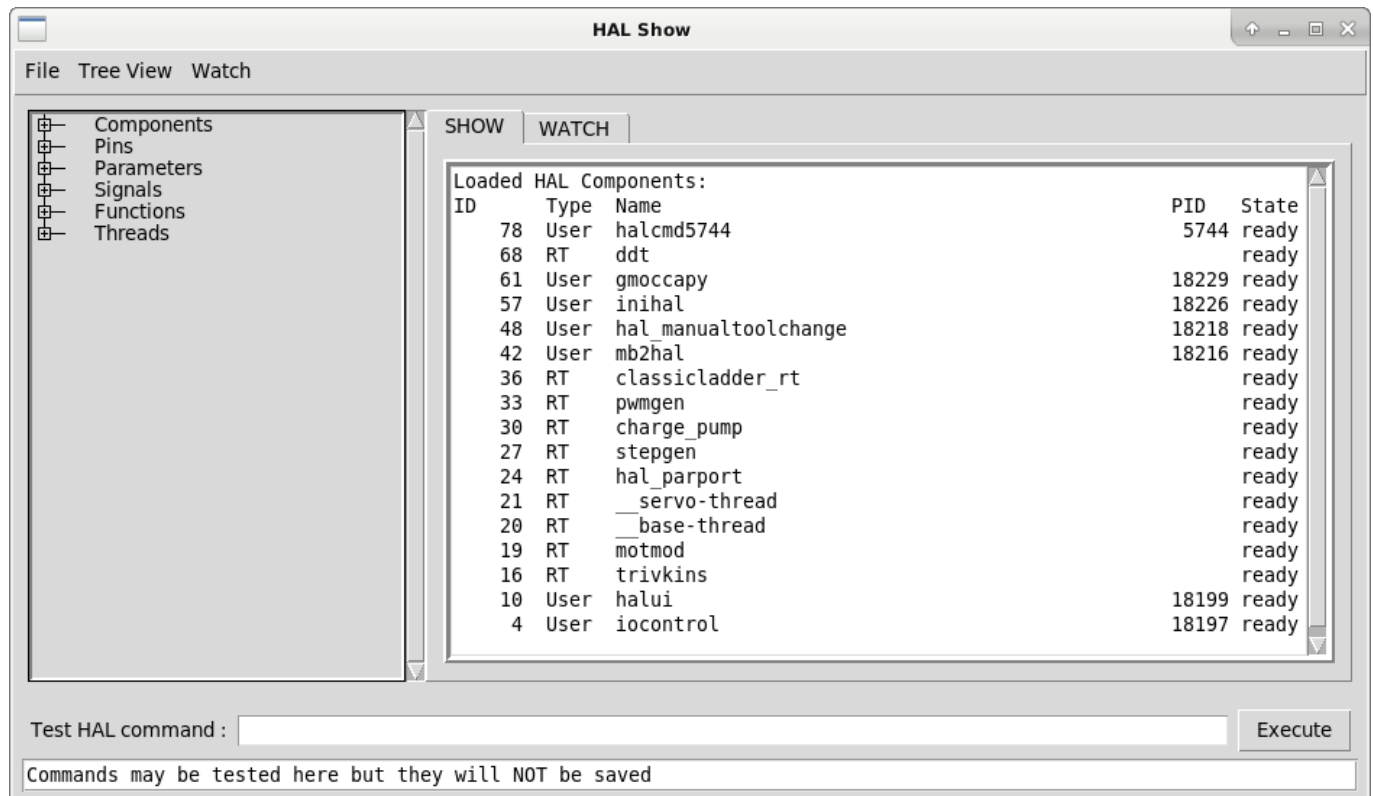 HAL Show
File Tree View Watch
Components
Pins
Parameters
Signals
Functions
Threads
SHOW WATCH
Loaded HAL Components:
ID Type Name PID State
78 User halcmd5744 5744 ready
68 RT ddt ready
61 User gmoccapy 18229 ready
57 User inihal 18226 ready
48 User hal_manualtoolchange 18218 ready
42 User mb2hal 18216 ready
36 RT classicladder_rt ready
33 RT pwmgen ready
30 RT charge_pump ready
27 RT stepgen ready
24 RT hal_parport ready
21 RT __servo-thread ready
20 RT __base-thread ready
19 RT motmod ready
16 RT trivkins ready
10 User halui 18199 ready
4 User iocontrol 18197 ready
Test HAL command : Execute
Commands may be tested here but they will NOT be saved